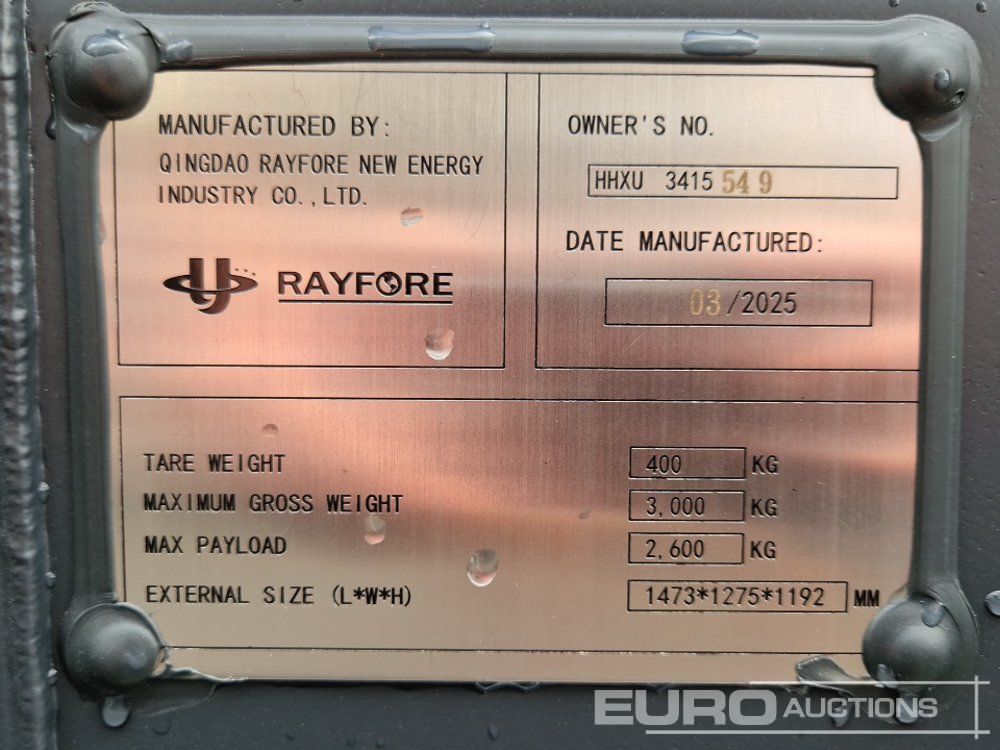 MANUFACTURED BY:
QINGDAO RAYFORE NEW ENERGY
INDUSTRY CO.,LTD.
RAYFORE
OWNER'S NO.
HHXU 3415 549
DATE MANUFACTURED:
03/2025
TARE WEIGHT 400 KG
MAXIMUM GROSS WEIGHT 3,000 KG
MAX PAYLOAD 2,600 KG
EXTERNAL SIZE (L*W*H) 1473*1275*1192 MM
EURO AUCTIONS